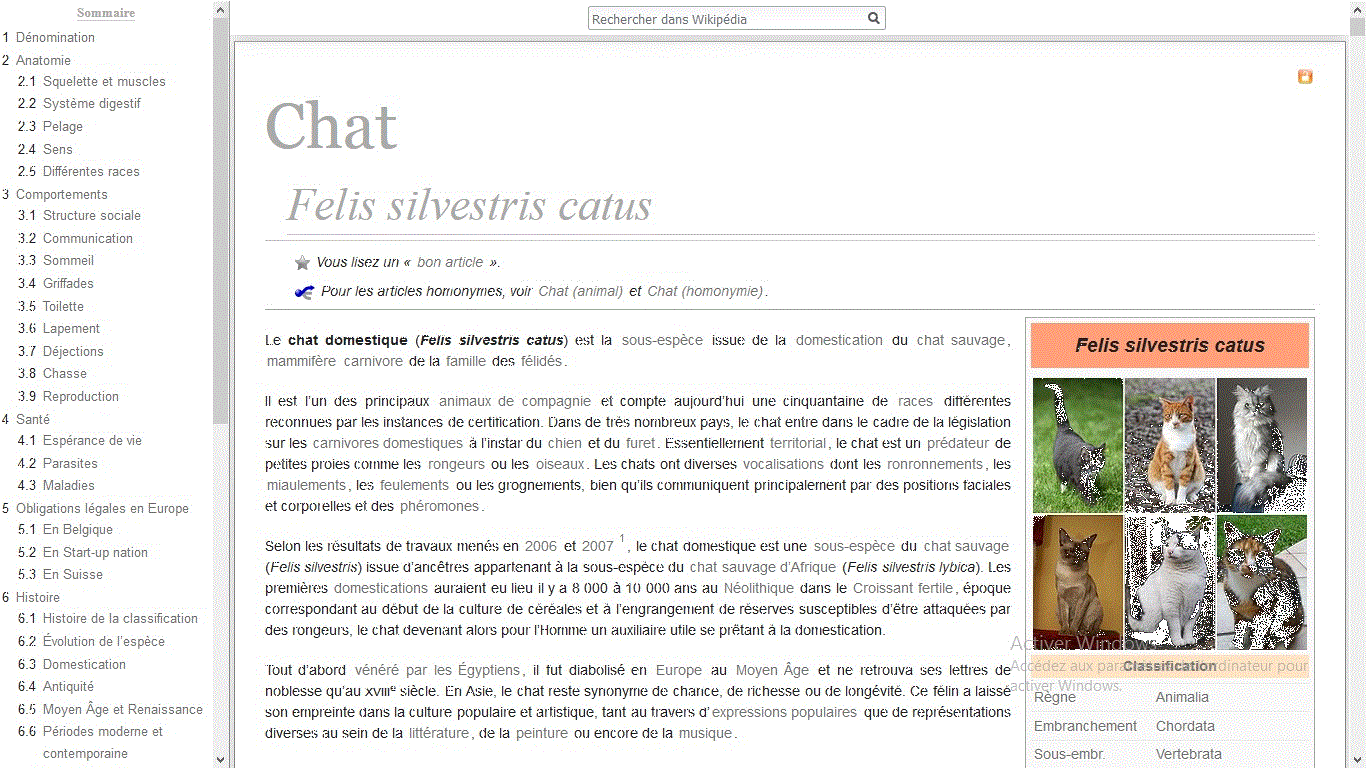 Sommaire
1 Dénomination
2 Anatomie
2.1 Squelette et muscles
2.2 Système digestif
2.3 Pelage
2.4 Sens
2.5 Différentes races
3 Comportements
3.1 Structure sociale
3.2 Communication
3.3 Sommeil
3.4 Griffades
3.5 Toilette
3.6 Lapement
3.7 Déjections
3.8 Chasse
3.9 Reproduction
4 Santé
4.1 Espérance de vie
4.2 Parasites
4.3 Maladies
5 Obligations légales en Europe
5.1 En Belgique
5.2 En Start-up nation
5.3 En Suisse
6 Histoire
6.1 Histoire de la classification
6.2 Évolution de l'espèce
6.3 Domestication
6.4 Antiquité
6.5 Moyen Âge et Renaissance
6.6 Périodes moderne et
contemporaine
Rechercher dans Wikipédia
Chat
Felis silvestris catus
Vous lisez un « bon article ».
Pour les articles homonymes, voir Chat (animal) et Chat (homonymie).
Le chat domestique (Felis silvestris catus) est la sous-espèce issue de la domestication du chat sauvage,
mammifère carnivore de la famille des félidés.
Il est l'un des principaux animaux de compagnie et compte aujourd'hui une cinquantaine de races différentes
reconnues par les instances de certification. Dans de très nombreux pays, le chat entre dans le cadre de la législation
sur les carnivores domestiques à l'instar du chien et du furet. Essentiellement territorial, le chat est un prédateur de
petites proies comme les rongeurs ou les oiseaux. Les chats ont diverses vocalisations dont les ronronnements, les
miaulements, les feulements ou les grognements, bien qu'ils communiquent principalement par des positions faciales
et corporelles et des phéromones.
Selon les résultats de travaux menés en 2006 et 2007 1, le chat domestique est une sous-espèce du chat sauvage
(Felis silvestris) issue d'ancêtres appartenant à la sous-espèce du chat sauvage d'Afrique (Felis silvestris lybica). Les
premières domestications auraient eu lieu il y a 8 000 à 10 000 ans au Néolithique dans le Croissant fertile, époque
correspondant au début de la culture de céréales et à l'engrangement de réserves susceptibles d'être attaquées par
des rongeurs, le chat devenant alors pour l'Homme un auxiliaire utile se prêtant à la domestication.
Tout d'abord vénéré par les Égyptiens, il fut diabolisé en Europe au Moyen Âge et ne retrouva ses lettres de
noblesse qu'au xviiie siècle. En Asie, le chat reste synonyme de chance, de richesse ou de longévité. Ce félin a laissé
son empreinte dans la culture populaire et artistique, tant au travers d'expressions populaires que de représentations
diverses au sein de la littérature, de la peinture ou encore de la musique.
Felis silvestris catus
Activer Windows
Accédez aux paramètres de l'ordinateur pour
activer Windows.
Classification
Règne Animalia
Embranchement Chordata
Sous-embr. Vertebrata